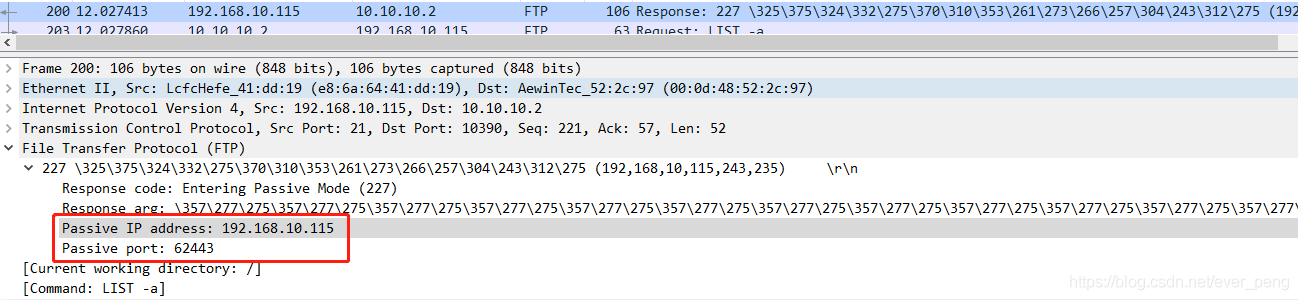 200 12.027413 192.168.10.115 10.10.10.2 FTP 106 Response: 227 \325\375\324\332\275\370\310\353\261\273\266\257\304\243\312\275 (192
203 12.027860 10.10.10.2 192.168.10.115 FTP 63 Request: LIST -a
Frame 200: 106 bytes on wire (848 bits), 106 bytes captured (848 bits)
Ethernet II, Src: LcfcHefe_41:dd:19 (e8:6a:64:41:dd:19), Dst: AewinTec_52:2c:97 (00:0d:48:52:2c:97)
Internet Protocol Version 4, Src: 192.168.10.115, Dst: 10.10.10.2
Transmission Control Protocol, Src Port: 21, Dst Port: 10390, Seq: 221, Ack: 57, Len: 52
File Transfer Protocol (FTP)
227 \325\375\324\332\275\370\310\353\261\273\266\257\304\243\312\275 (192,168,10,115,243,235) \r\n
Response code: Entering Passive Mode (227)
Response arg: \357\277\275\357\277\275\357\277\275\357\277\275\357\277\275\357\277\275\357\277\275\357\277\275\357\277\275\357\277\275\357\277\275\357\277\
Passive IP address: 192.168.10.115
Passive port: 62443
[Current working directory: /]
[Command: LIST -a]
https://blog.csdn.net/ever_peng